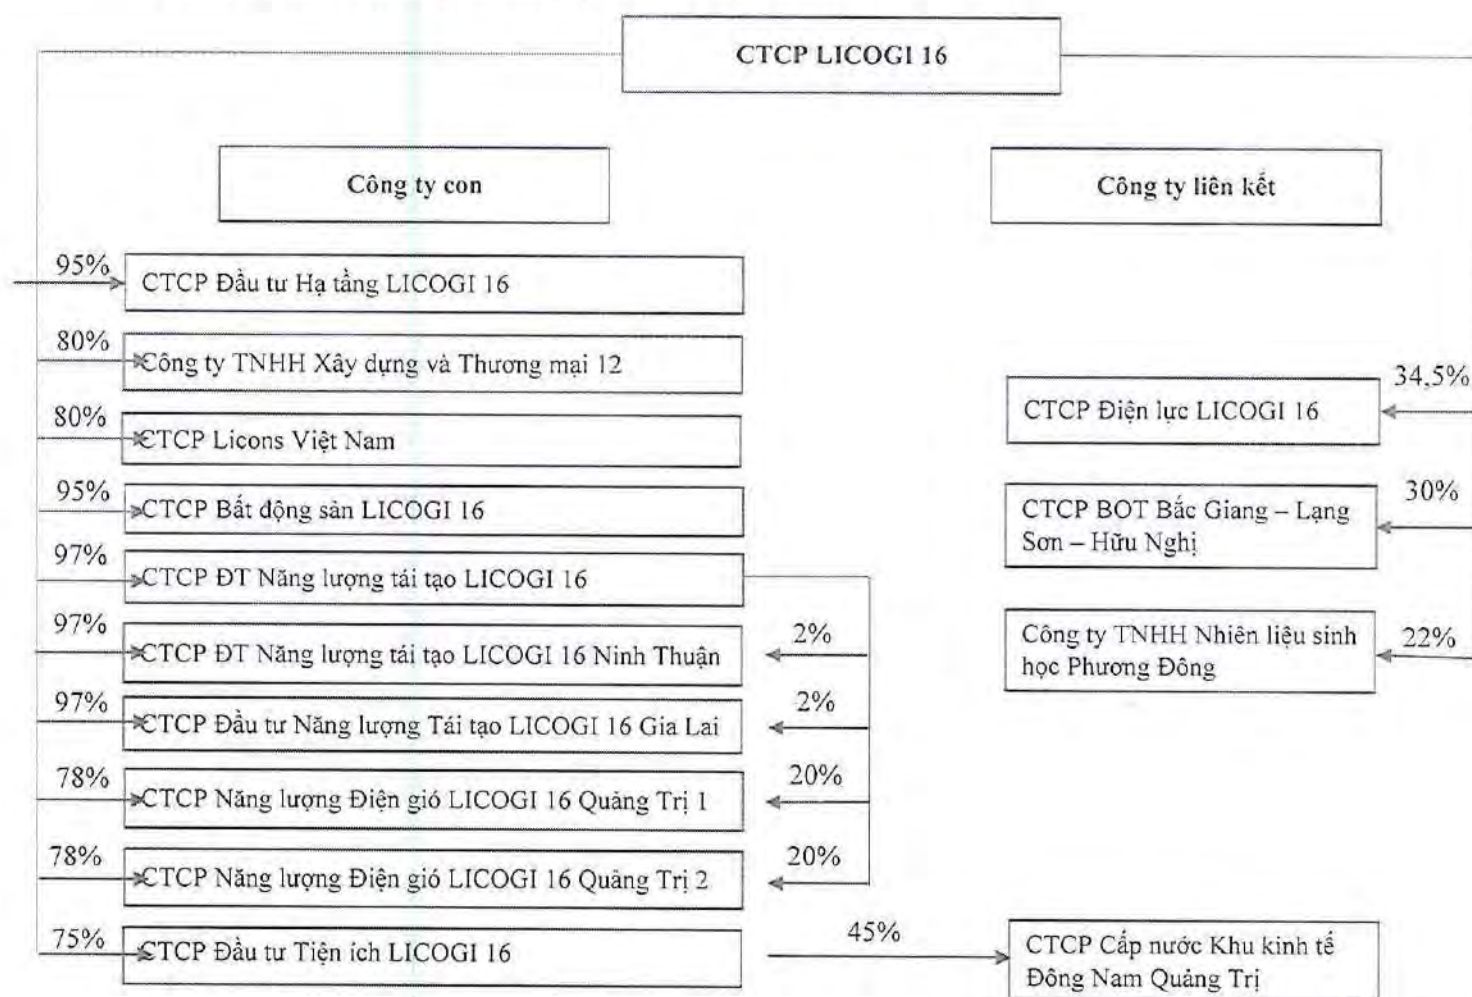 CTCP LICOGI 16
Công ty con
Công ty liên kết
95%
CTCP Đầu tư Hạ tầng LICOGI 16
80%
Công ty TNHH Xây dựng và Thương mại 12
80%
CTCP Licons Việt Nam
95%
CTCP Bất động sản LICOGI 16
97%
CTCP ĐT Năng lượng tái tạo LICOGI 16
97%
CTCP ĐT Năng lượng tái tạo LICOGI 16 Ninh Thuận
2%
97%
CTCP Đầu tư Năng lượng Tái tạo LICOGI 16 Gia Lai
2%
78%
CTCP Năng lượng Điện gió LICOGI 16 Quảng Trị 1
20%
78%
CTCP Năng lượng Điện gió LICOGI 16 Quảng Trị 2
20%
75%
CTCP Đầu tư Tiện ích LICOGI 16
45%
34,5%
CTCP Điện lực LICOGI 16
30%
CTCP BOT Bắc Giang – Lạng
Sơn – Hữu Nghị
22%
Công ty TNHH Nhiên liệu sinh
học Phương Đông
CTCP Cấp nước Khu kinh tế
Đông Nam Quảng Trị